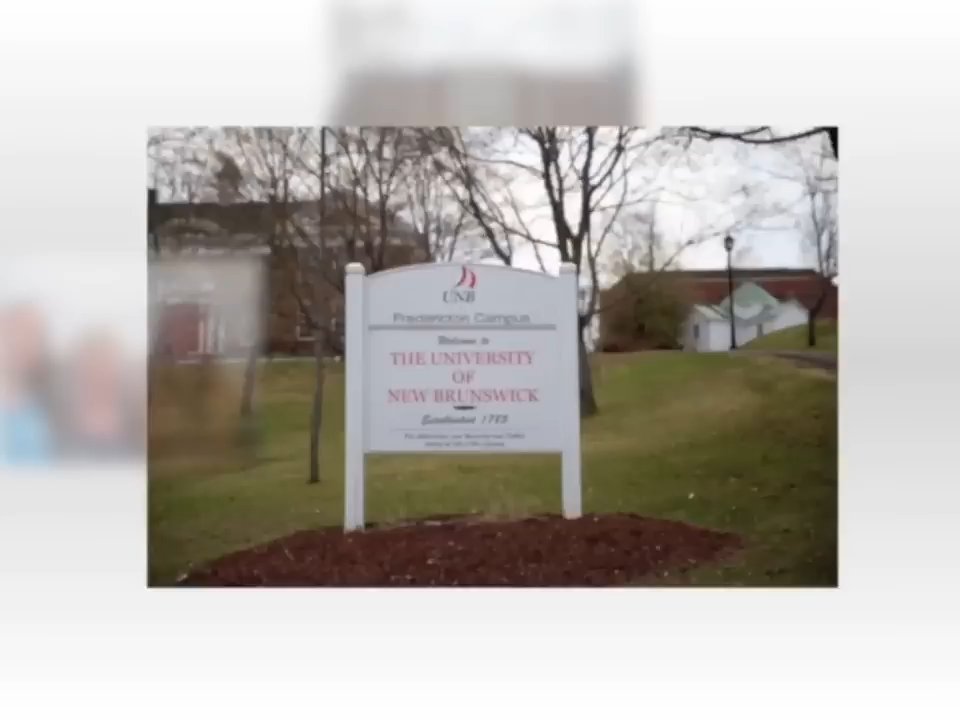 UNB
Fredericton Campus
Welcome to
THE UNIVERSITY
OF
NEW BRUNSWICK
Established 1785